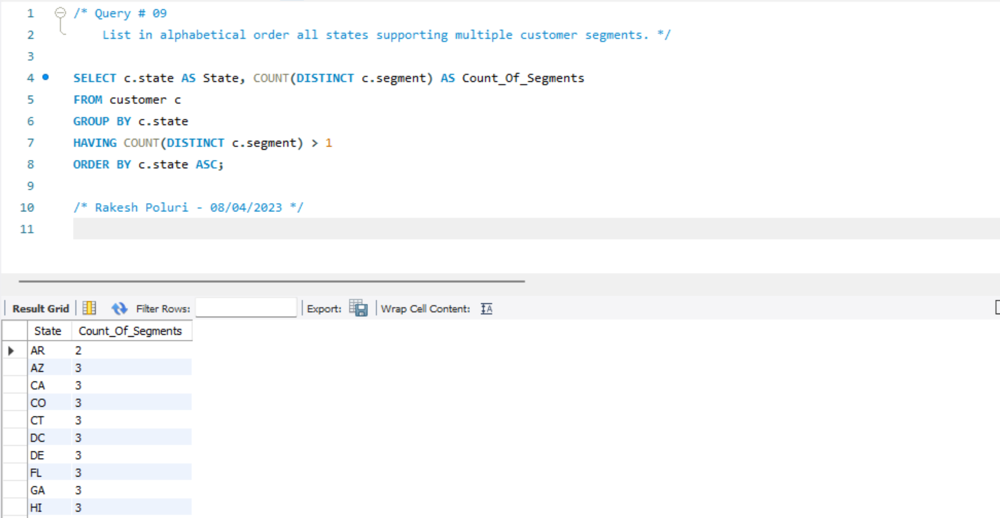 1 /* Query # 09
2 List in alphabetical order all states supporting multiple customer segments. */
3
4 SELECT c.state AS State, COUNT(DISTINCT c.segment) AS Count_Of_Segments
5 FROM customer c
6 GROUP BY c.state
7 HAVING COUNT(DISTINCT c.segment) > 1
8 ORDER BY c.state ASC;
9
10 /* Rakesh Poluri - 08/04/2023 */
11
Result Grid Filter Rows: Export: Wrap Cell Content: IA
State Count_Of_Segments
AR 2
AZ 3
CA 3
CO 3
CT 3
DC 3
DE 3
FL 3
GA 3
HI 3